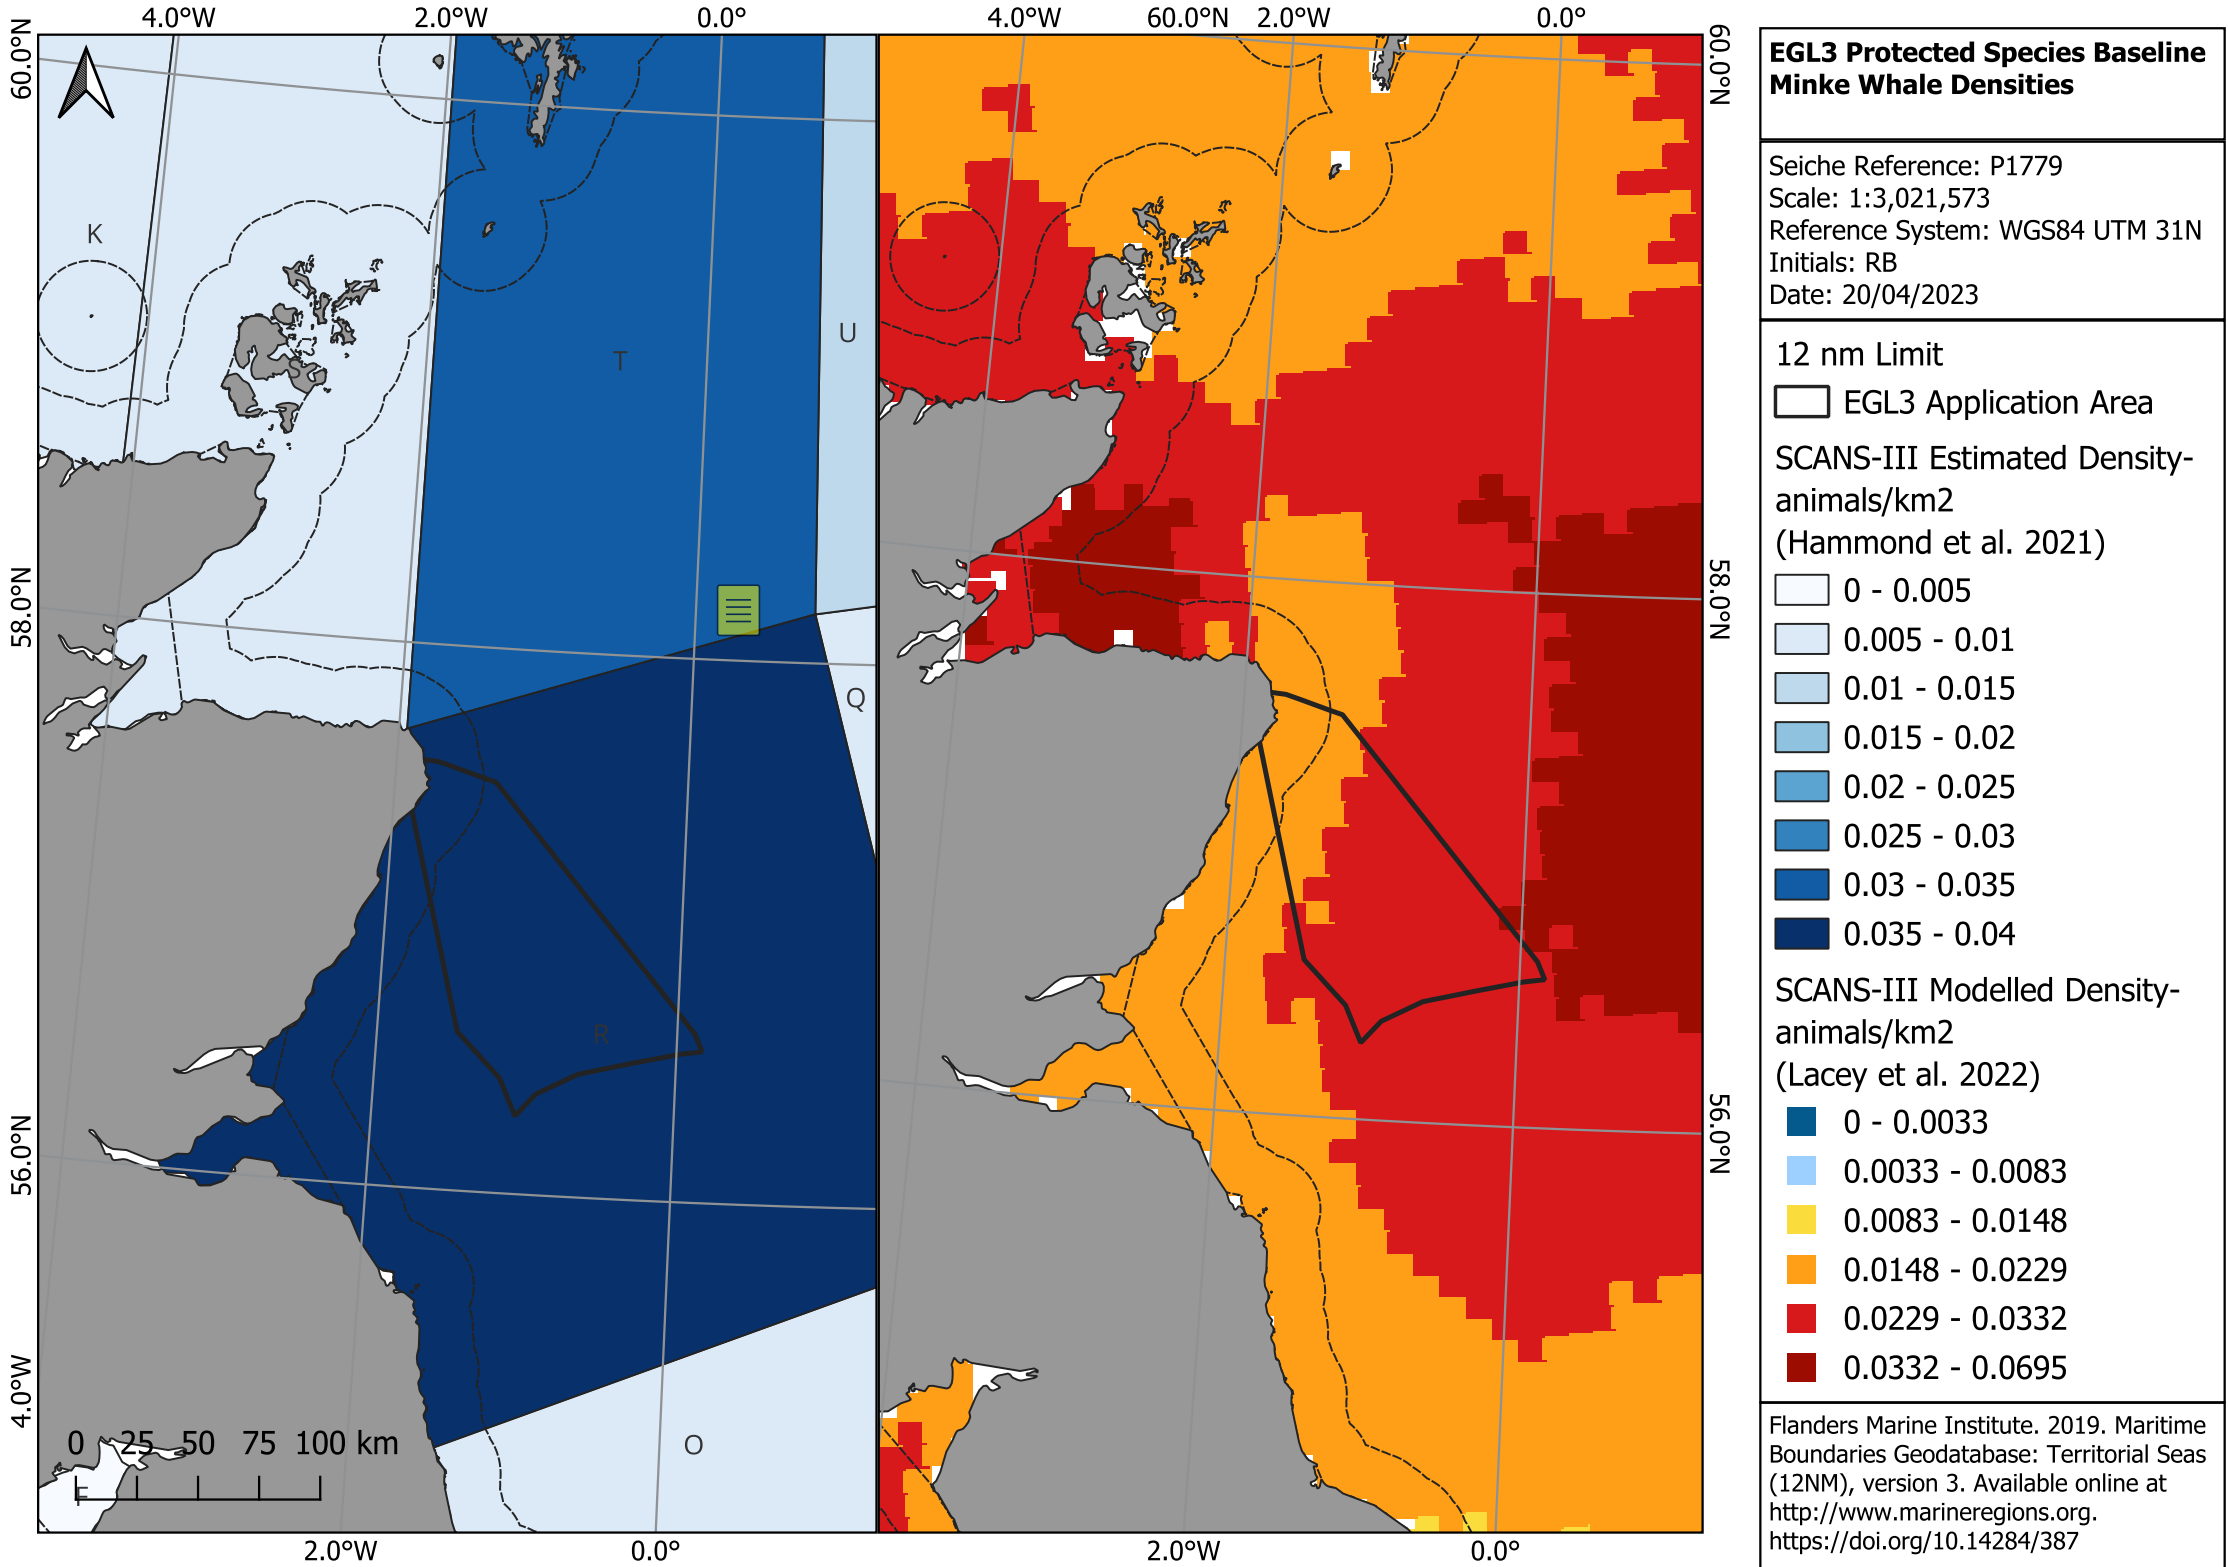 4.0°W 2.0°W 0.0° 4.0°W 60.0°N 2.0°W 0.0°
60.0°N
58.0°N
56.0°N
4.0°W
60.0°N
58.0°N
56.0°N
K
S
T
U
Q
R
O
F
0 25 50 75 100 km
2.0°W 0.0° 2.0°W 0.0°
EGL3 Protected Species Baseline
Minke Whale Densities
Seiche Reference: P1779
Scale: 1:3,021,573
Reference System: WGS84 UTM 31N
Initials: RB
Date: 20/04/2023
12 nm Limit
EGL3 Application Area
SCANS-III Estimated Density-
animals/km2
(Hammond et al. 2021)
0 - 0.005
0.005 - 0.01
0.01 - 0.015
0.015 - 0.02
0.02 - 0.025
0.025 - 0.03
0.03 - 0.035
0.035 - 0.04
SCANS-III Modelled Density-
animals/km2
(Lacey et al. 2022)
0 - 0.0033
0.0033 - 0.0083
0.0083 - 0.0148
0.0148 - 0.0229
0.0229 - 0.0332
0.0332 - 0.0695
Flanders Marine Institute. 2019. Maritime
Boundaries Geodatabase: Territorial Seas
(12NM), version 3. Available online at
http://www.marineregions.org.
https://doi.org/10.14284/387